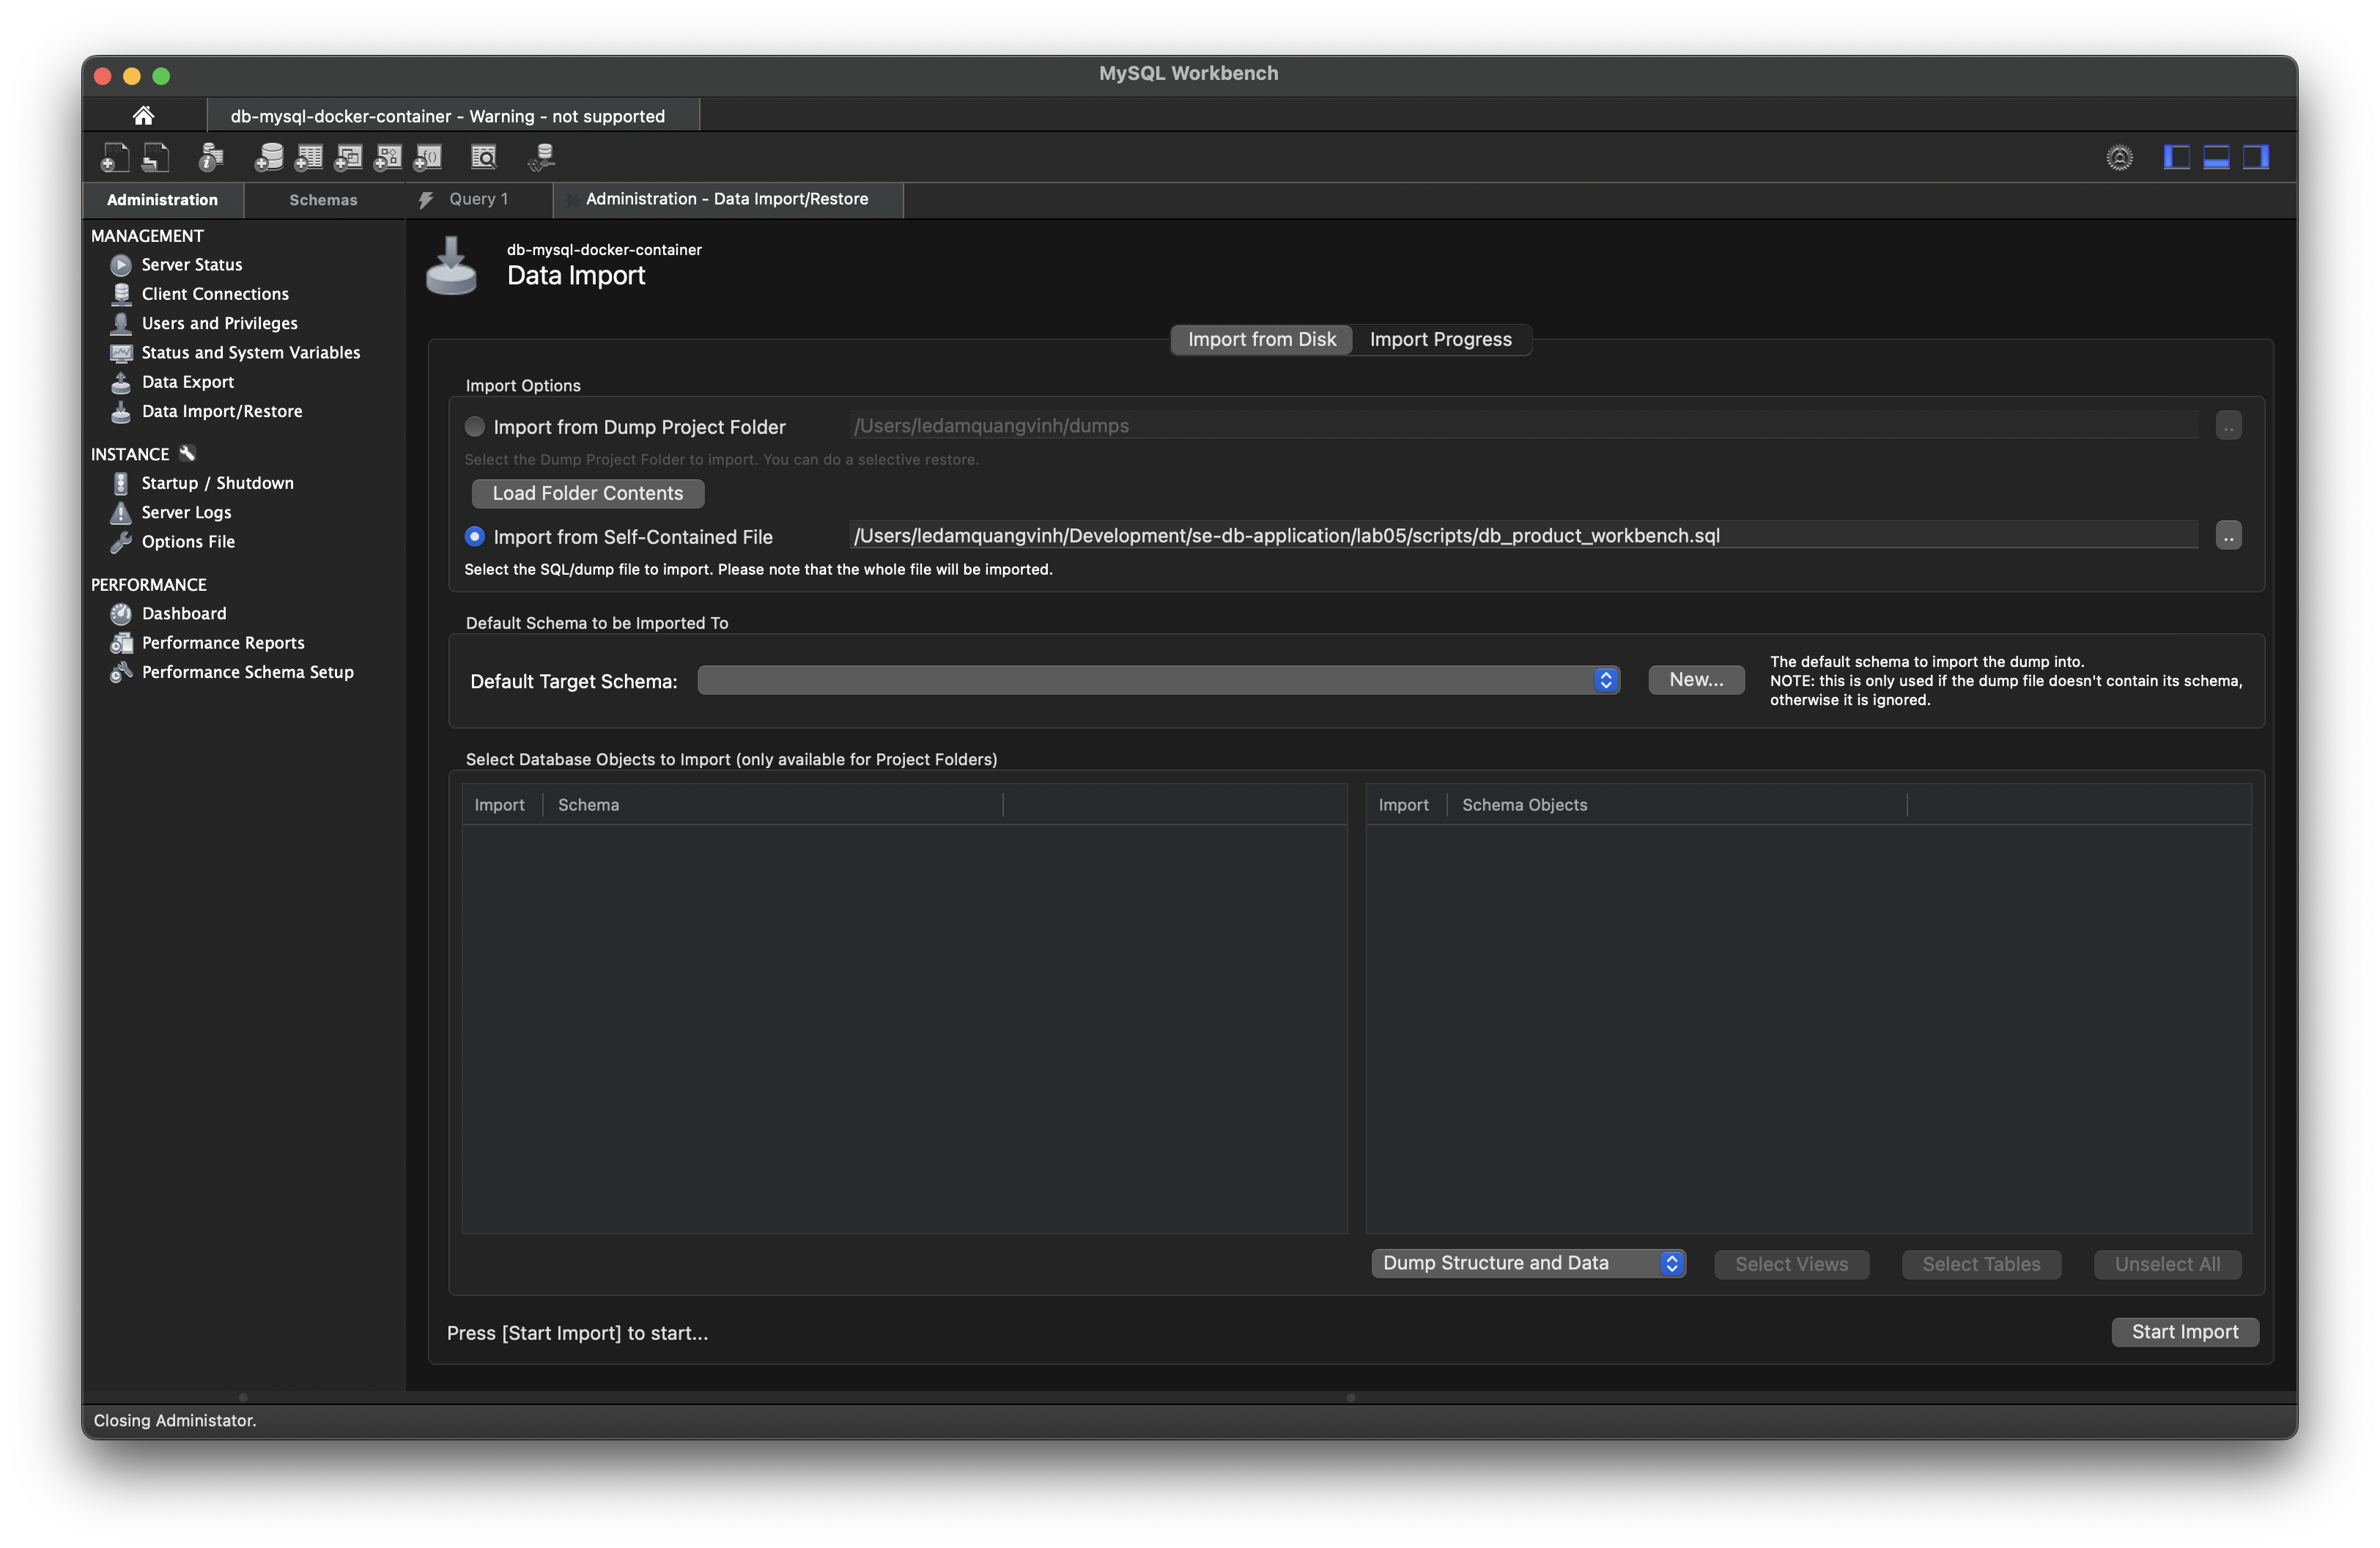 MySQL Workbench
db-mysql-docker-container - Warning - not supported
Administration
Schemas
Query 1
Administration - Data Import/Restore
MANAGEMENT
Server Status
Client Connections
Users and Privileges
Status and System Variables
Data Export
Data Import/Restore
INSTANCE
Startup / Shutdown
Server Logs
Options File
PERFORMANCE
Dashboard
Performance Reports
Performance Schema Setup
db-mysql-docker-container
Data Import
Import from Disk
Import Progress
Import Options
Import from Dump Project Folder
/Users/ledamquangvinh/dumps
..
Select the Dump Project Folder to import. You can do a selective restore.
Load Folder Contents
Import from Self-Contained File
/Users/ledamquangvinh/Development/se-db-application/lab05/scripts/db_product_workbench.sql
..
Select the SQL/dump file to import. Please note that the whole file will be imported.
Default Schema to be Imported To
Default Target Schema:
New...
The default schema to import the dump into.
NOTE: this is only used if the dump file doesn't contain its schema,
otherwise it is ignored.
Select Database Objects to Import (only available for Project Folders)
Import
Schema
Import
Schema Objects
Dump Structure and Data
Select Views
Select Tables
Unselect All
Press [Start Import] to start...
Start Import
Closing Administator.